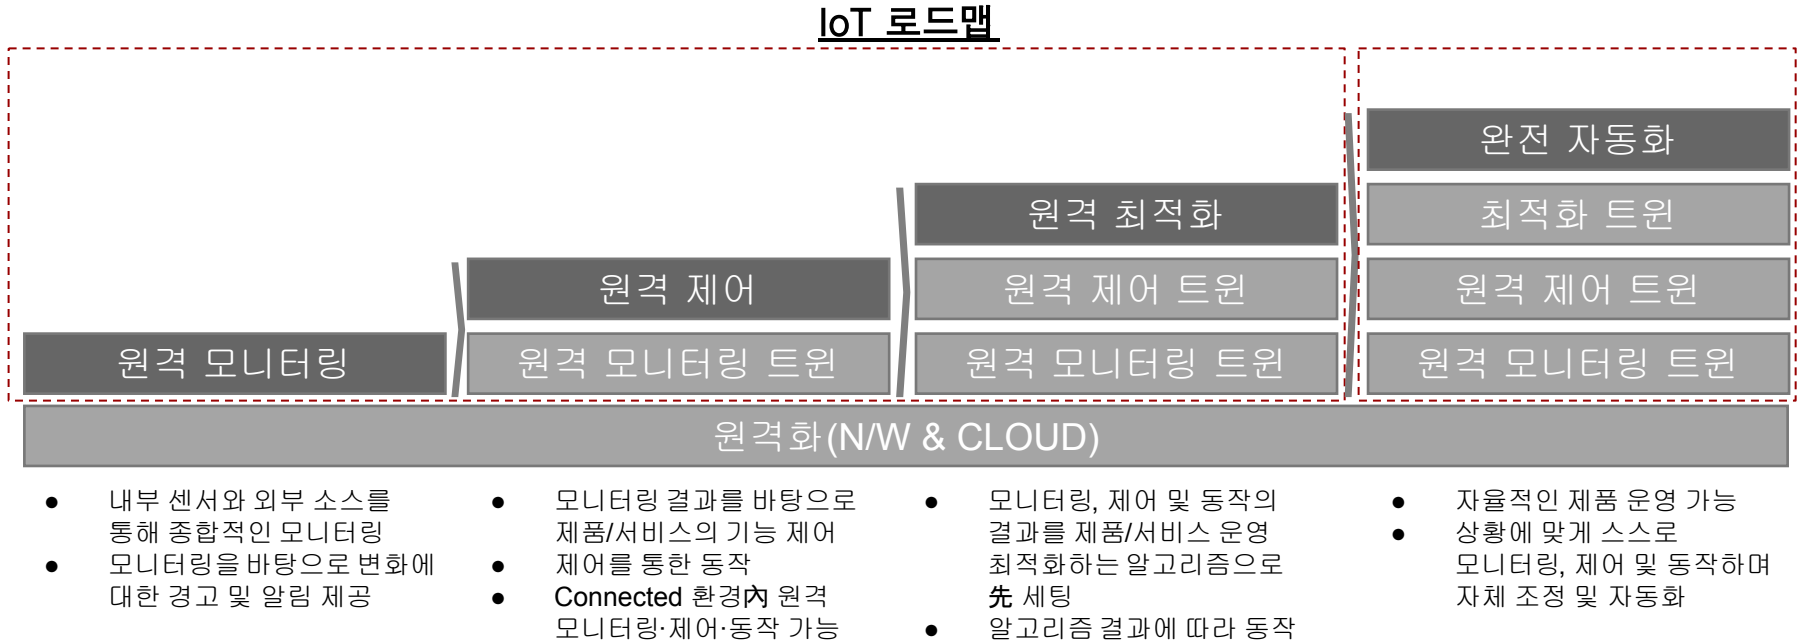 IoT 로드맵
완전 자동화
원격 최적화
최적화 트윈
원격 제어
원격 제어 트윈
원격 제어 트윈
원격 모니터링
원격 모니터링 트윈
원격 모니터링 트윈
원격 모니터링 트윈
원격화(N/W & CLOUD)
● 내부 센서와 외부 소스를
통해 종합적인 모니터링
● 모니터링을 바탕으로 변화에
대한 경고 및 알림 제공
● 모니터링 결과를 바탕으로
제품/서비스의 기능 제어
● 제어를 통한 동작
● Connected 환경內 원격
모니터링·제어·동작 가능
● 모니터링, 제어 및 동작의
결과를 제품/서비스 운영
최적화하는 알고리즘으로
先 세팅
● 알고리즘 결과에 따라 동작
● 자율적인 제품 운영 가능
● 상황에 맞게 스스로
모니터링, 제어 및 동작하며
자체 조정 및 자동화